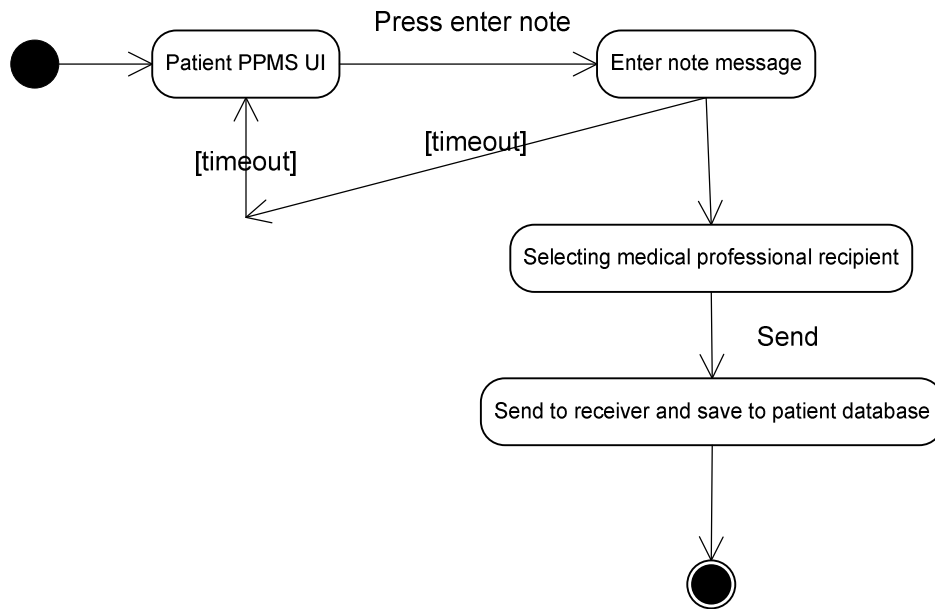 Press enter note
Patient PPMS UI
Enter note message
[timeout]
[timeout]
Selecting medical professional recipient
Send
Send to receiver and save to patient database